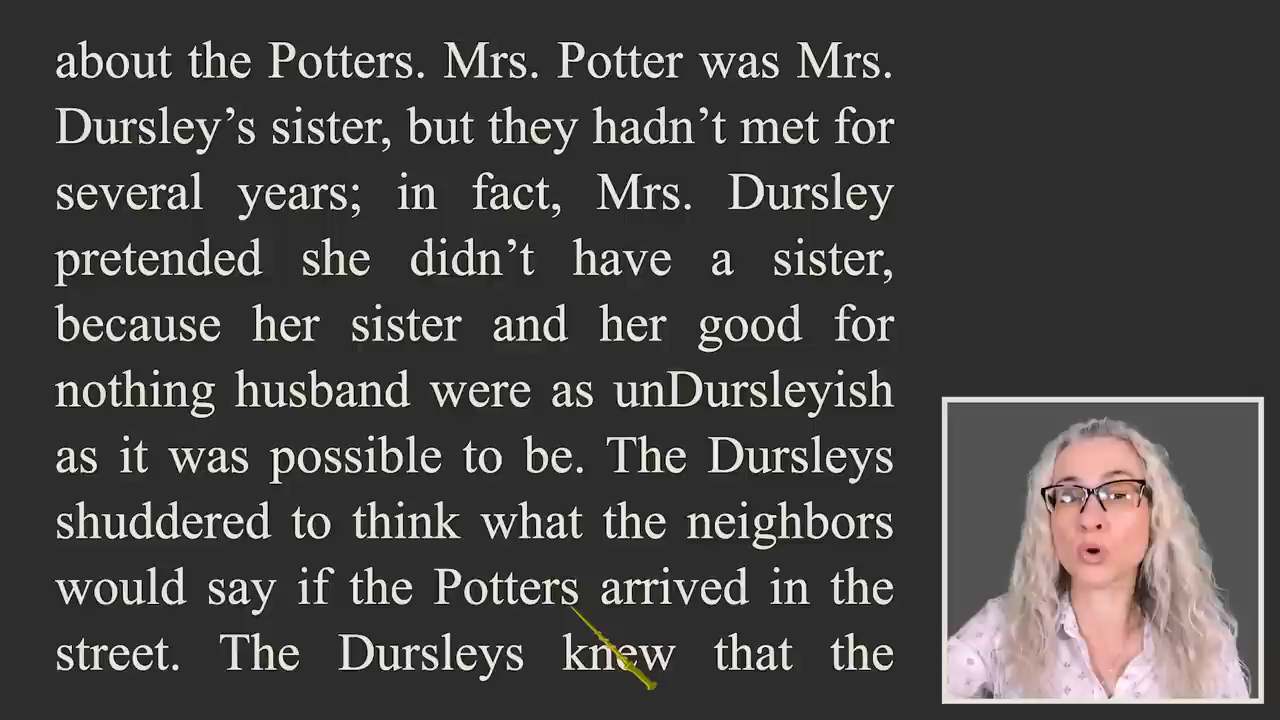 about the Potters. Mrs. Potter was Mrs.
Dursley’s sister, but they hadn’t met for
several years; in fact, Mrs. Dursley
pretended she didn’t have a sister,
because her sister and her good for
nothing husband were as unDursleyish
as it was possible to be. The Dursleys
shuddered to think what the neighbors
would say if the Potters arrived in the
street. The Dursleys knew that the